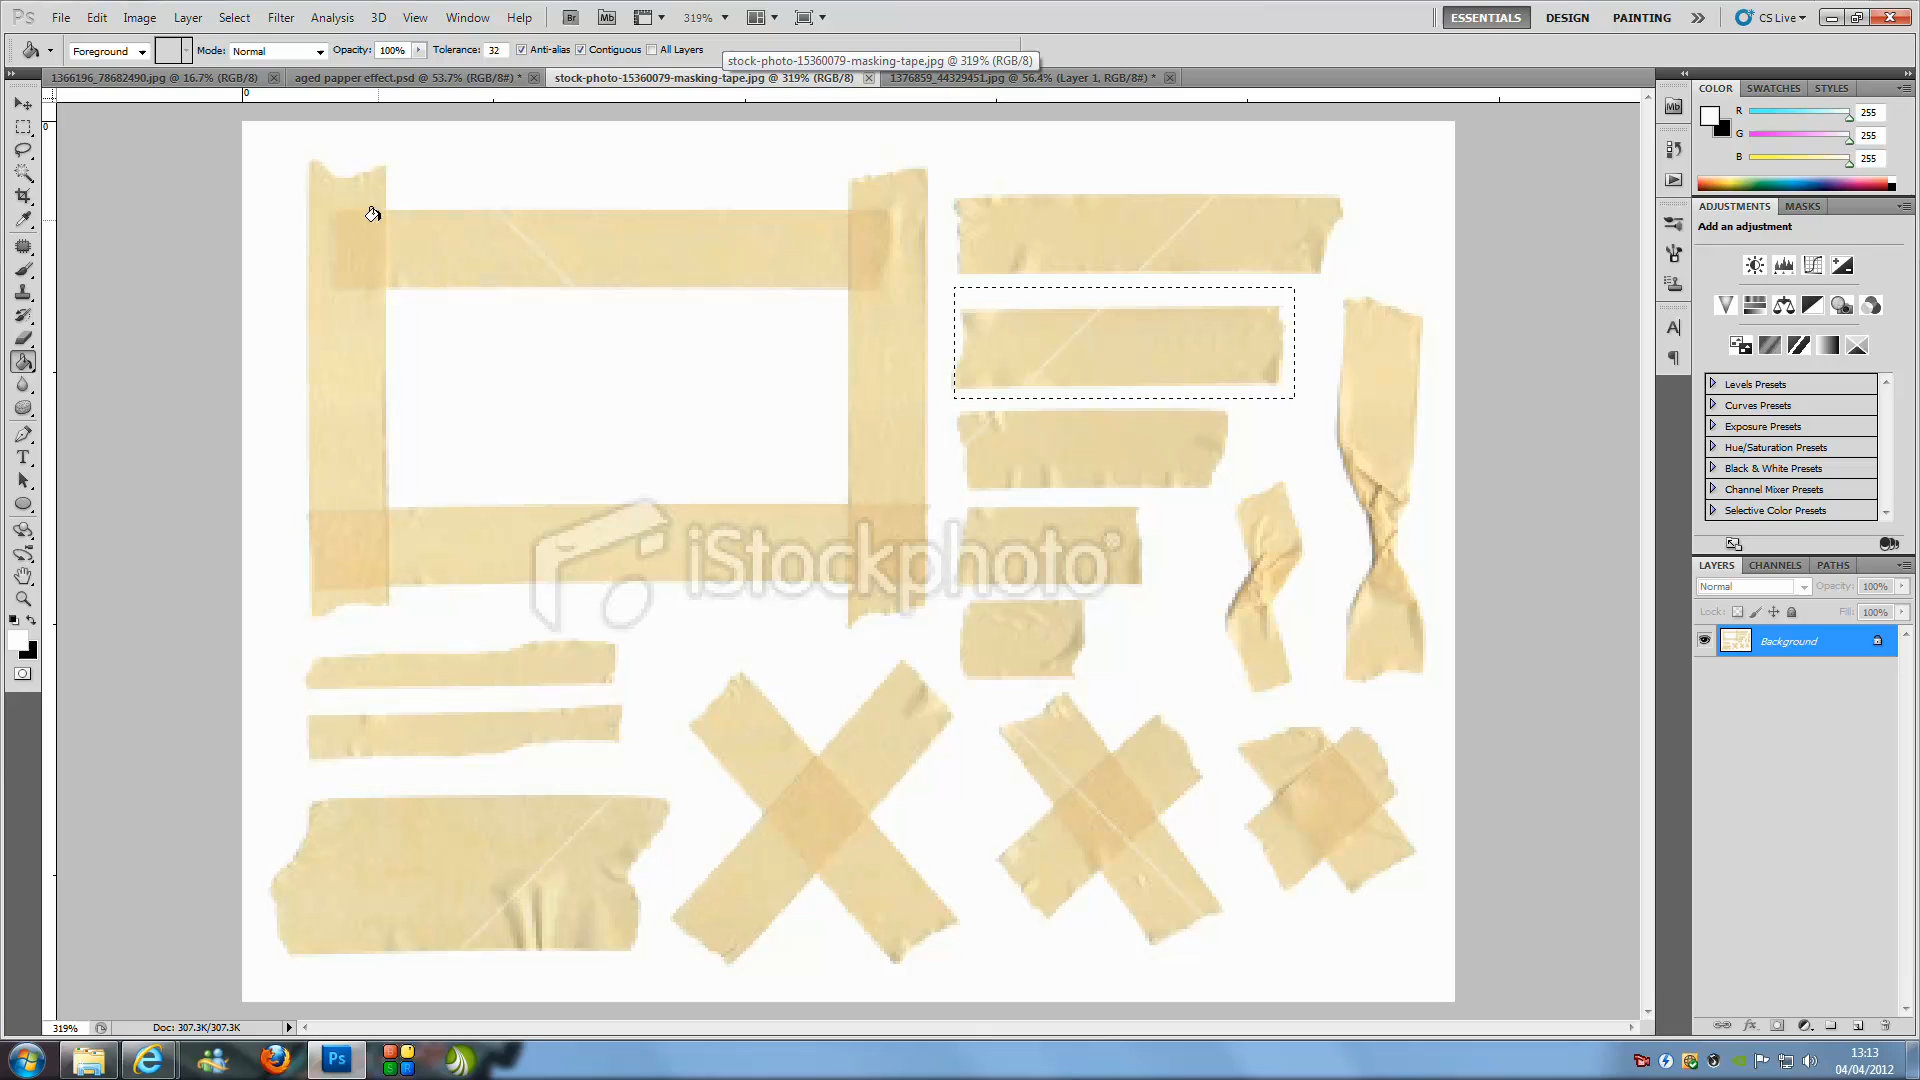 Ps File Edit Image Layer Select Filter Analysis 3D View Window Help Br Mb 319% ESSENTIALS DESIGN PAINTING CS Live
Foreground Mode: Normal Opacity: 100% Tolerance: 32 Anti-alias Contiguous All Layers
stock-photo-15360079-masking-tape.jpg @ 319% (RGB/8)
1366196_78682490.jpg @ 16.7% (RGB/8) aged papper effect.psd @ 53.7% (RGB/8#) * stock-photo-15360079-masking-tape.jpg @ 319% (RGB/8) 1376859_44329451.jpg @ 56.4% (Layer 1, RGB/8#) *
0
0
COLOR SWATCHES STYLES
R 255
G 255
B 255
ADJUSTMENTS MASKS
Add an adjustment
Levels Presets
Curves Presets
Exposure Presets
Hue/Saturation Presets
Black & White Presets
Channel Mixer Presets
Selective Color Presets
LAYERS CHANNELS PATHS
Normal Opacity: 100%
Lock: Fill: 100%
Background
iStockphoto
319% Doc: 307.3K/307.3K
Ps
13:13
04/04/2012